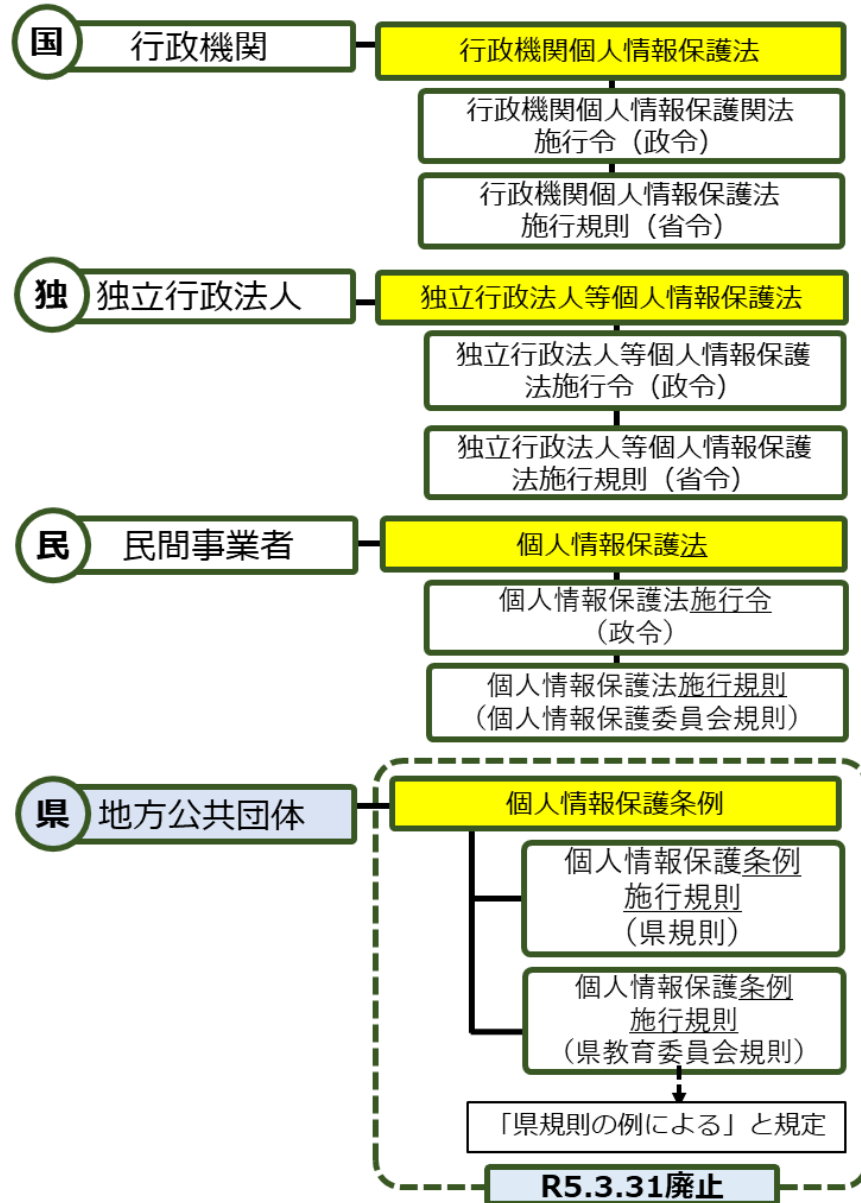 国
行政機関
行政機関個人情報保護法
行政機関個人情報保護関法
施行令（政令）
行政機関個人情報保護法
施行規則（省令）
独
独立行政法人
独立行政法人等個人情報保護法
独立行政法人等個人情報保護
法施行令（政令）
独立行政法人等個人情報保護
法施行規則（省令）
民
民間事業者
個人情報保護法
個人情報保護法施行令
（政令）
個人情報保護法施行規則
（個人情報保護委員会規則）
県
地方公共団体
個人情報保護条例
個人情報保護条例
施行規則
（県規則）
個人情報保護条例
施行規則
（県教育委員会規則）
「県規則の例による」と規定
R5.3.31廃止